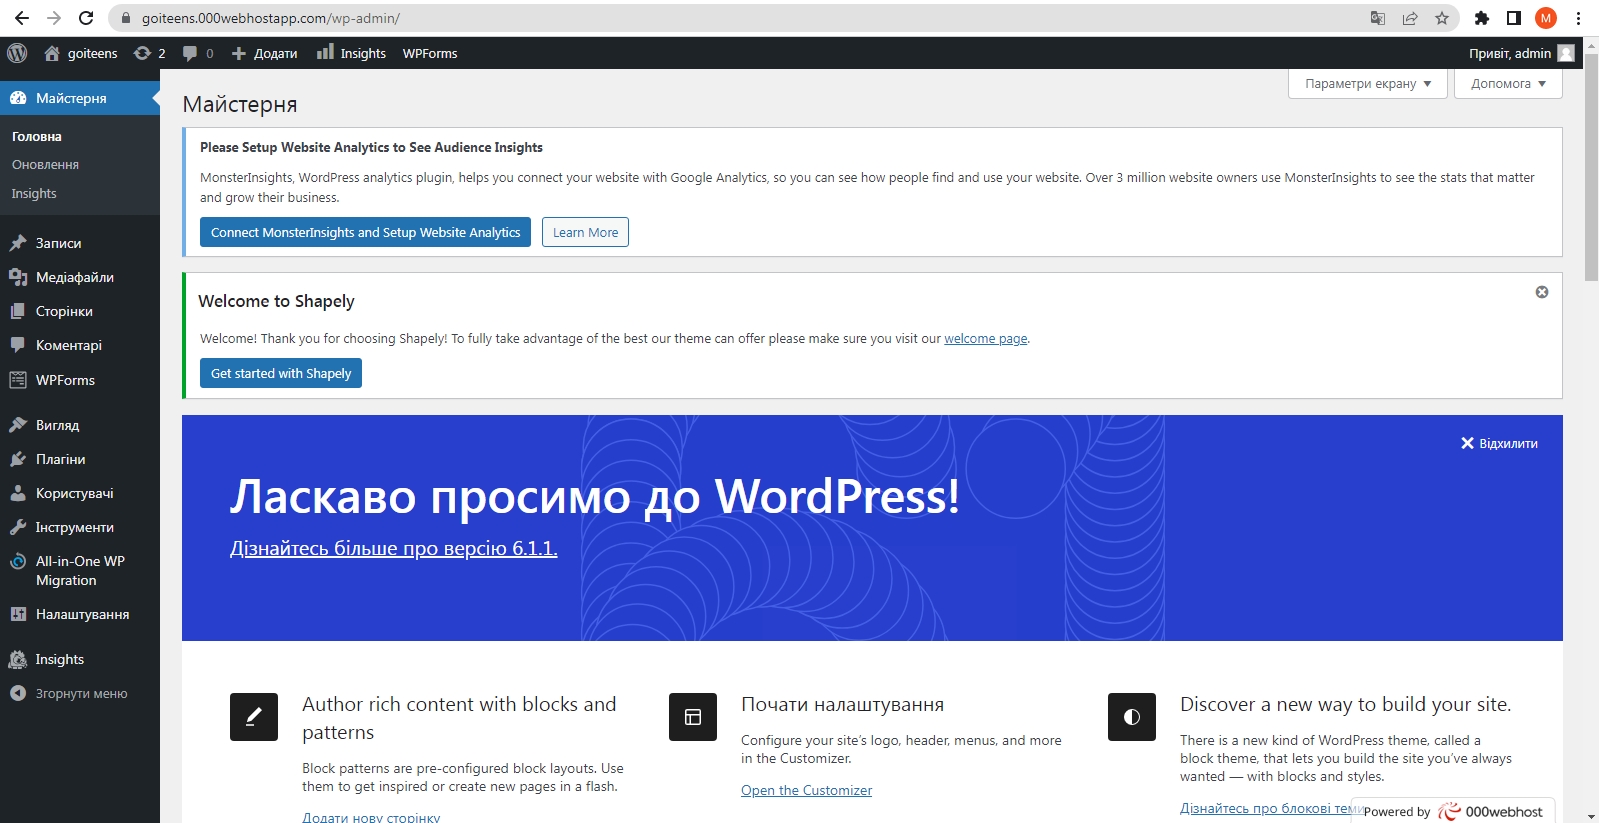 goiteens.000webhostapp.com/wp-admin/
M
goiteens
2
0
Додати
Insights
WPForms
Привіт, admin
Майстерня
Головна
Оновлення
Insights
Записи
Медіафайли
Сторінки
Коментарі
WPForms
Вигляд
Плагіни
Користувачі
Інструменти
All-in-One WP
Migration
Налаштування
Insights
Згорнути меню
Параметри екрану
Допомога
Майстерня
Please Setup Website Analytics to See Audience Insights
MonsterInsights, WordPress analytics plugin, helps you connect your website with Google Analytics, so you can see how people find and use your website. Over 3 million website owners use MonsterInsights to see the stats that matter
and grow their business.
Connect MonsterInsights and Setup Website Analytics
Learn More
Welcome to Shapely
Welcome! Thank you for choosing Shapely! To fully take advantage of the best our theme can offer please make sure you visit our welcome page.
Get started with Shapely
Відхилити
Ласкаво просимо до WordPress!
Дізнайтесь більше про версію 6.1.1.
Author rich content with blocks and
patterns
Block patterns are pre-configured block layouts. Use
them to get inspired or create new pages in a flash.
Додати нову сторінку
Почати налаштування
Configure your site's logo, header, menus, and more
in the Customizer.
Open the Customizer
Discover a new way to build your site.
There is a new kind of WordPress theme, called a
block theme, that lets you build the site you've always
wanted — with blocks and styles.
Дізнайтесь про блокові теми
Powered by 000webhost